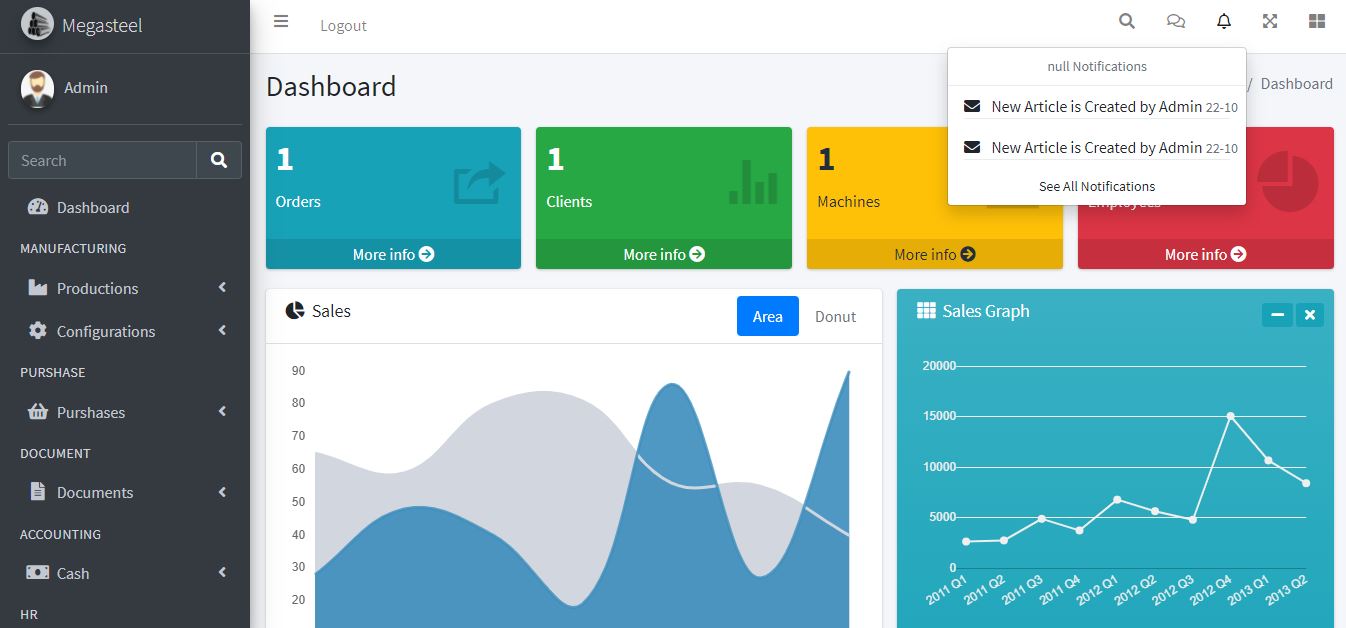 Megasteel
Logout
Admin
Search
Dashboard
MANUFACTURING
Productions
Configurations
PURSHASE
Purshases
DOCUMENT
Documents
ACCOUNTING
Cash
HR
Dashboard
/ Dashboard
null Notifications
New Article is Created by Admin 22-10
New Article is Created by Admin 22-10
See All Notifications
1
Orders
More info
1
Clients
More info
1
Machines
More info
Employees
More info
Sales
Area
Donut
90
80
70
60
50
40
30
20
Sales Graph
20000
15000
10000
5000
0
2011 Q1
2011 Q2
2011 Q3
2011 Q4
2012 Q1
2012 Q2
2012 Q3
2012 Q4
2013 Q1
2013 Q2